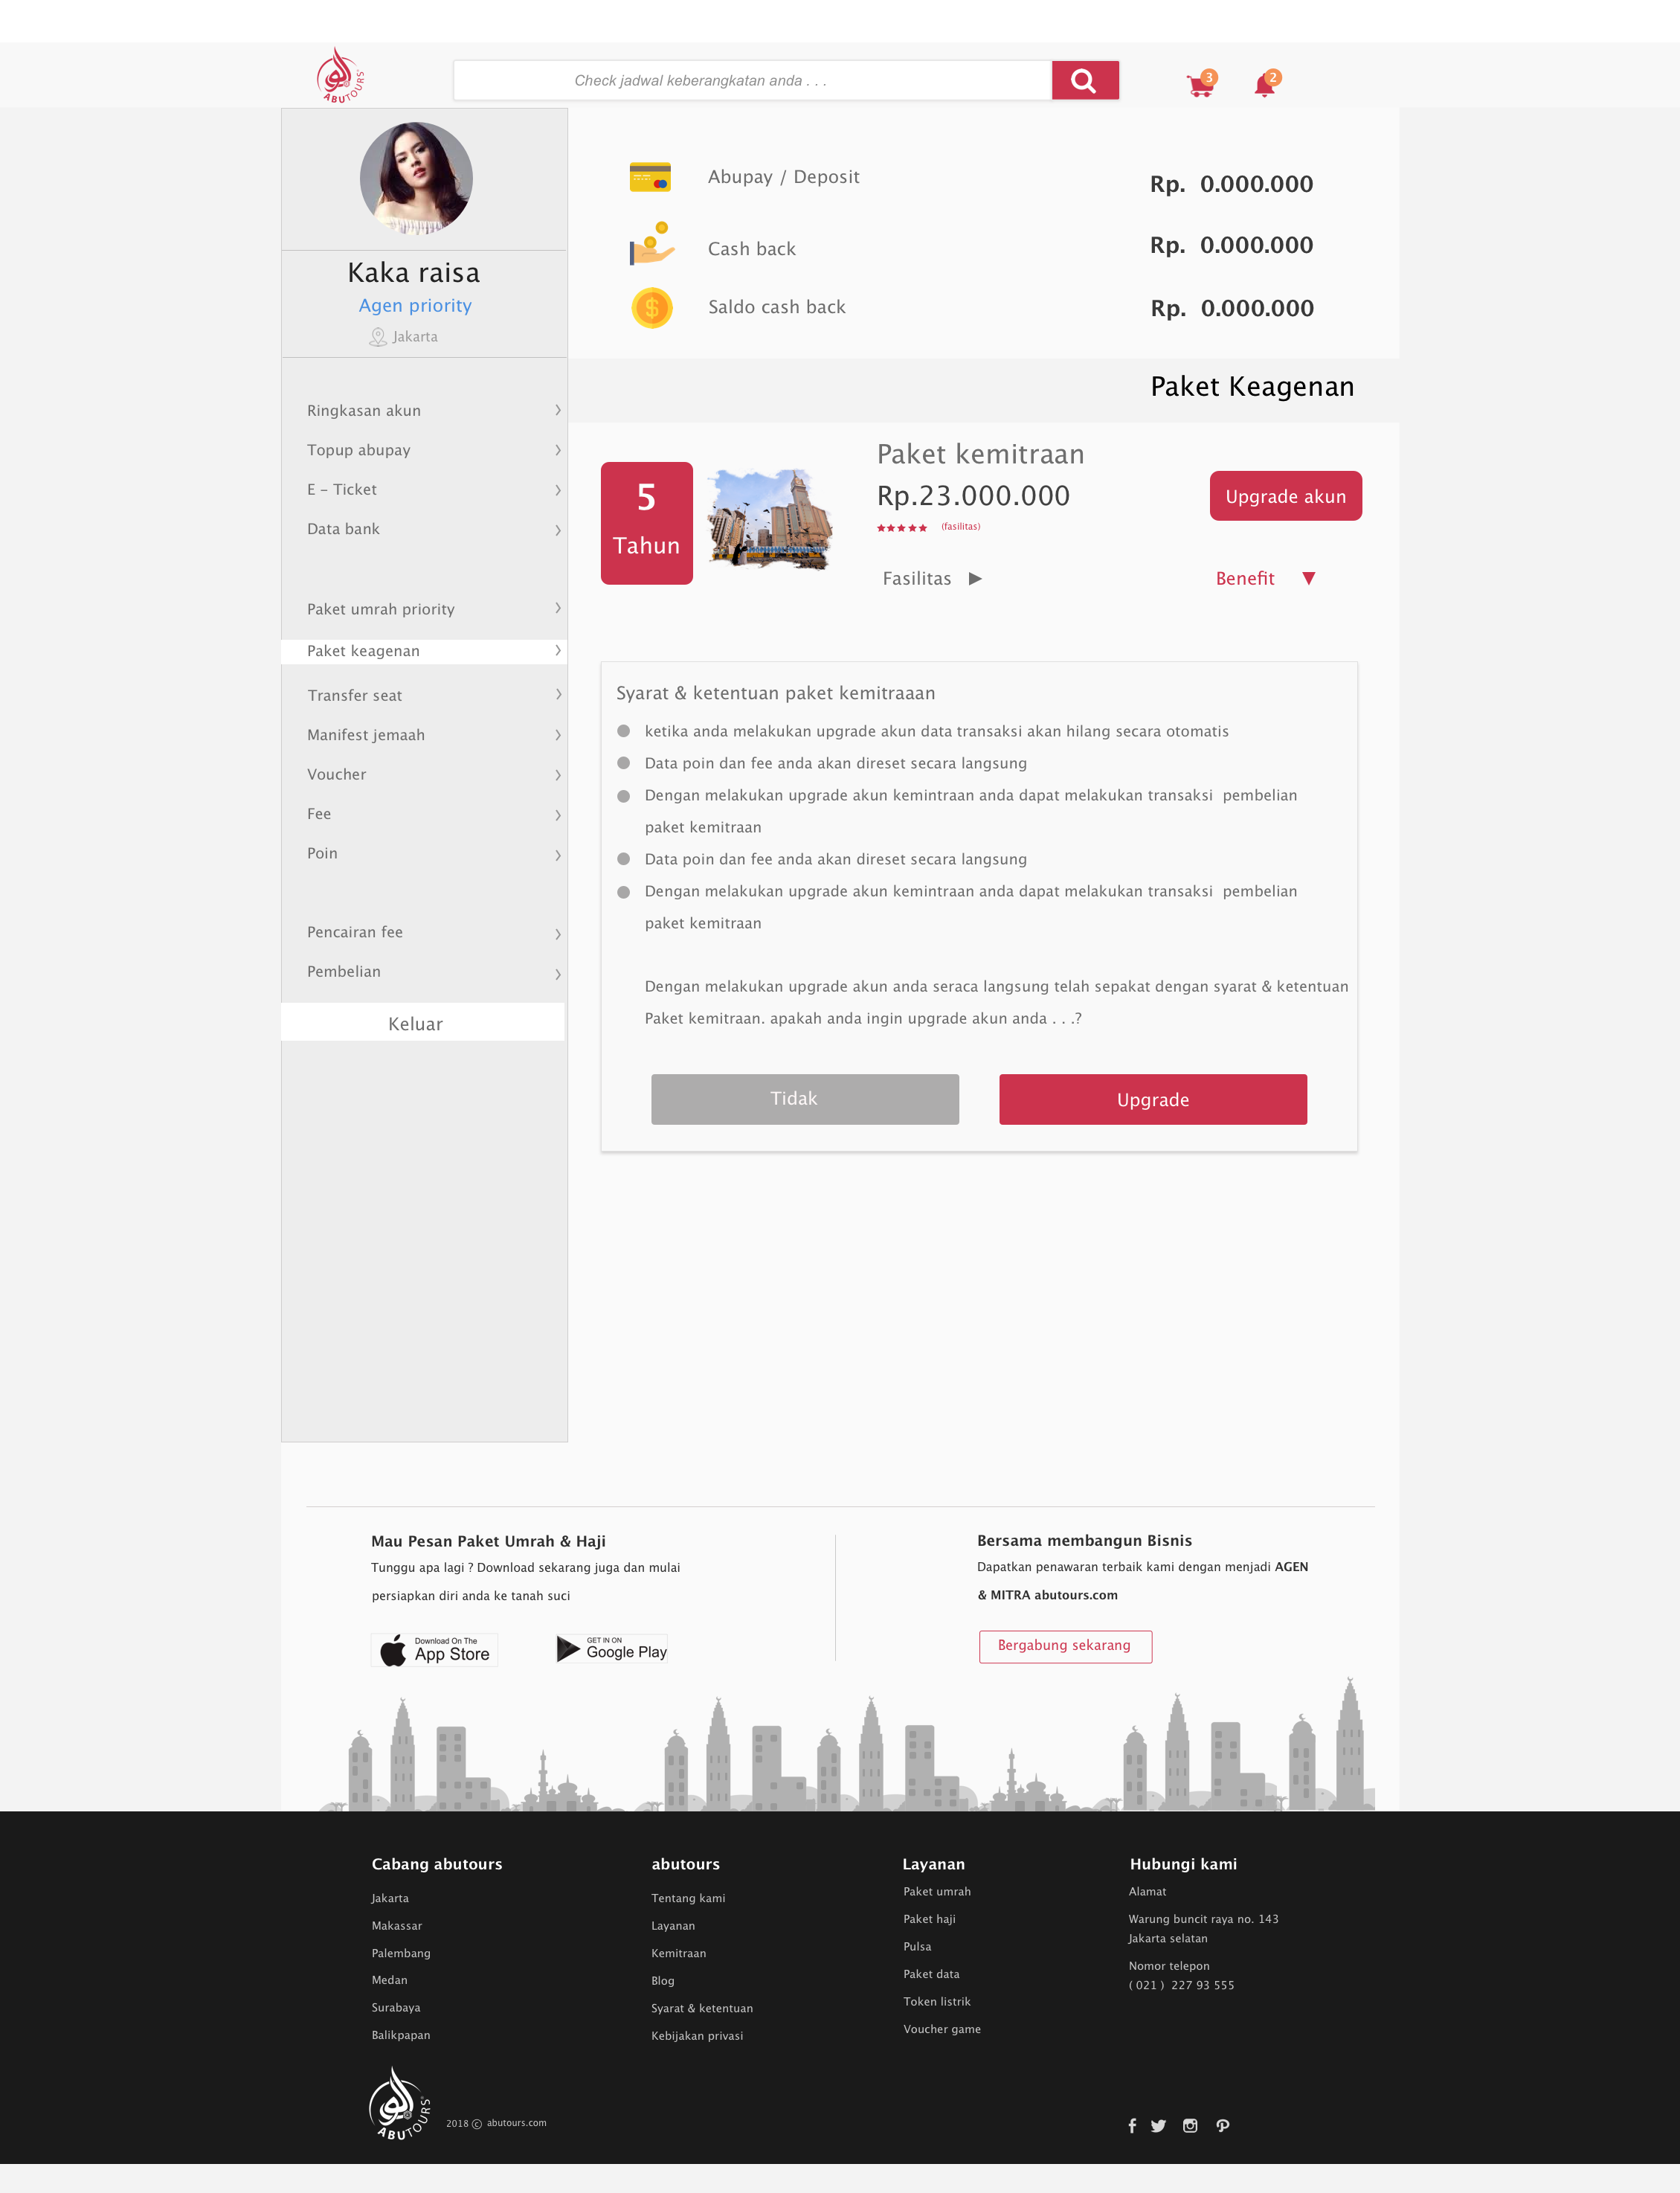 ABUTOURS
Check jadwal keberangkatan anda . . .
3
2
Kaka raisa
Agen priority
Jakarta
Ringkasan akun
Topup abupay
E - Ticket
Data bank
Paket umrah priority
Paket keagenan
Transfer seat
Manifest jemaah
Voucher
Fee
Poin
Pencairan fee
Pembelian
Keluar
Abupay / Deposit
Rp. 0.000.000
Cash back
Rp. 0.000.000
Saldo cash back
Rp. 0.000.000
Paket Keagenan
5
Tahun
Paket kemitraan
Rp.23.000.000
(fasilitas)
Upgrade akun
Fasilitas
Benefit
Syarat & ketentuan paket kemitraaan
ketika anda melakukan upgrade akun data transaksi akan hilang secara otomatis
Data poin dan fee anda akan direset secara langsung
Dengan melakukan upgrade akun kemintraan anda dapat melakukan transaksi pembelian
paket kemitraan
Data poin dan fee anda akan direset secara langsung
Dengan melakukan upgrade akun kemintraan anda dapat melakukan transaksi pembelian
paket kemitraan
Dengan melakukan upgrade akun anda seraca langsung telah sepakat dengan syarat & ketentuan
Paket kemitraan. apakah anda ingin upgrade akun anda . . .?
Tidak
Upgrade
Mau Pesan Paket Umrah & Haji
Tunggu apa lagi ? Download sekarang juga dan mulai
persiapkan diri anda ke tanah suci
Download On The
App Store
GET IN ON
Google Play
Bersama membangun Bisnis
Dapatkan penawaran terbaik kami dengan menjadi AGEN
& MITRA abutours.com
Bergabung sekarang
Cabang abutours
Jakarta
Makassar
Palembang
Medan
Surabaya
Balikpapan
abutours
Tentang kami
Layanan
Kemitraan
Blog
Syarat & ketentuan
Kebijakan privasi
Layanan
Paket umrah
Paket haji
Pulsa
Paket data
Token listrik
Voucher game
Hubungi kami
Alamat
Warung buncit raya no. 143
Jakarta selatan
Nomor telepon
( 021 ) 227 93 555
ABUTOURS
2018 © abutours.com